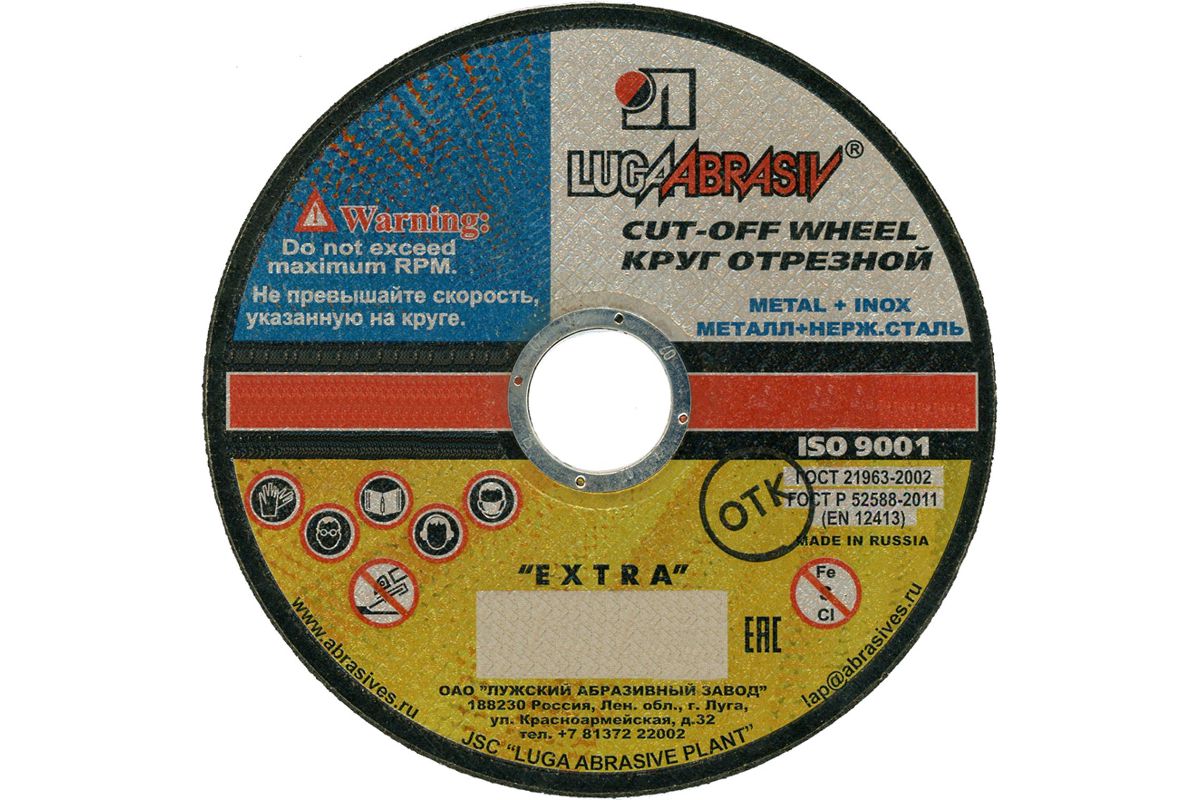 Л
LUGAABRASIV®
CUT-OFF WHEEL
КРУГ ОТРЕЗНОЙ
METAL + INOX
МЕТАЛЛ+НЕРЖ.СТАЛЬ
Warning:
Do not exceed
maximum RPM.
Не превышайте скорость,
указанную на круге.
ISO 9001
ГОСТ 21963-2002
ГОСТ Р 52588-2011
(EN 12413)
MADE IN RUSSIA
ОТК
"EXTRA"
Fe
S
Cl
EAC
www.abrasives.ru
lap@abrasives.ru
ОАО "ЛУЖСКИЙ АБРАЗИВНЫЙ ЗАВОД"
188230 Россия, Лен. обл., г. Луга,
ул. Красноармейская, д.32
тел. +7 81372 22002
JSC "LUGA ABRASIVE PLANT"